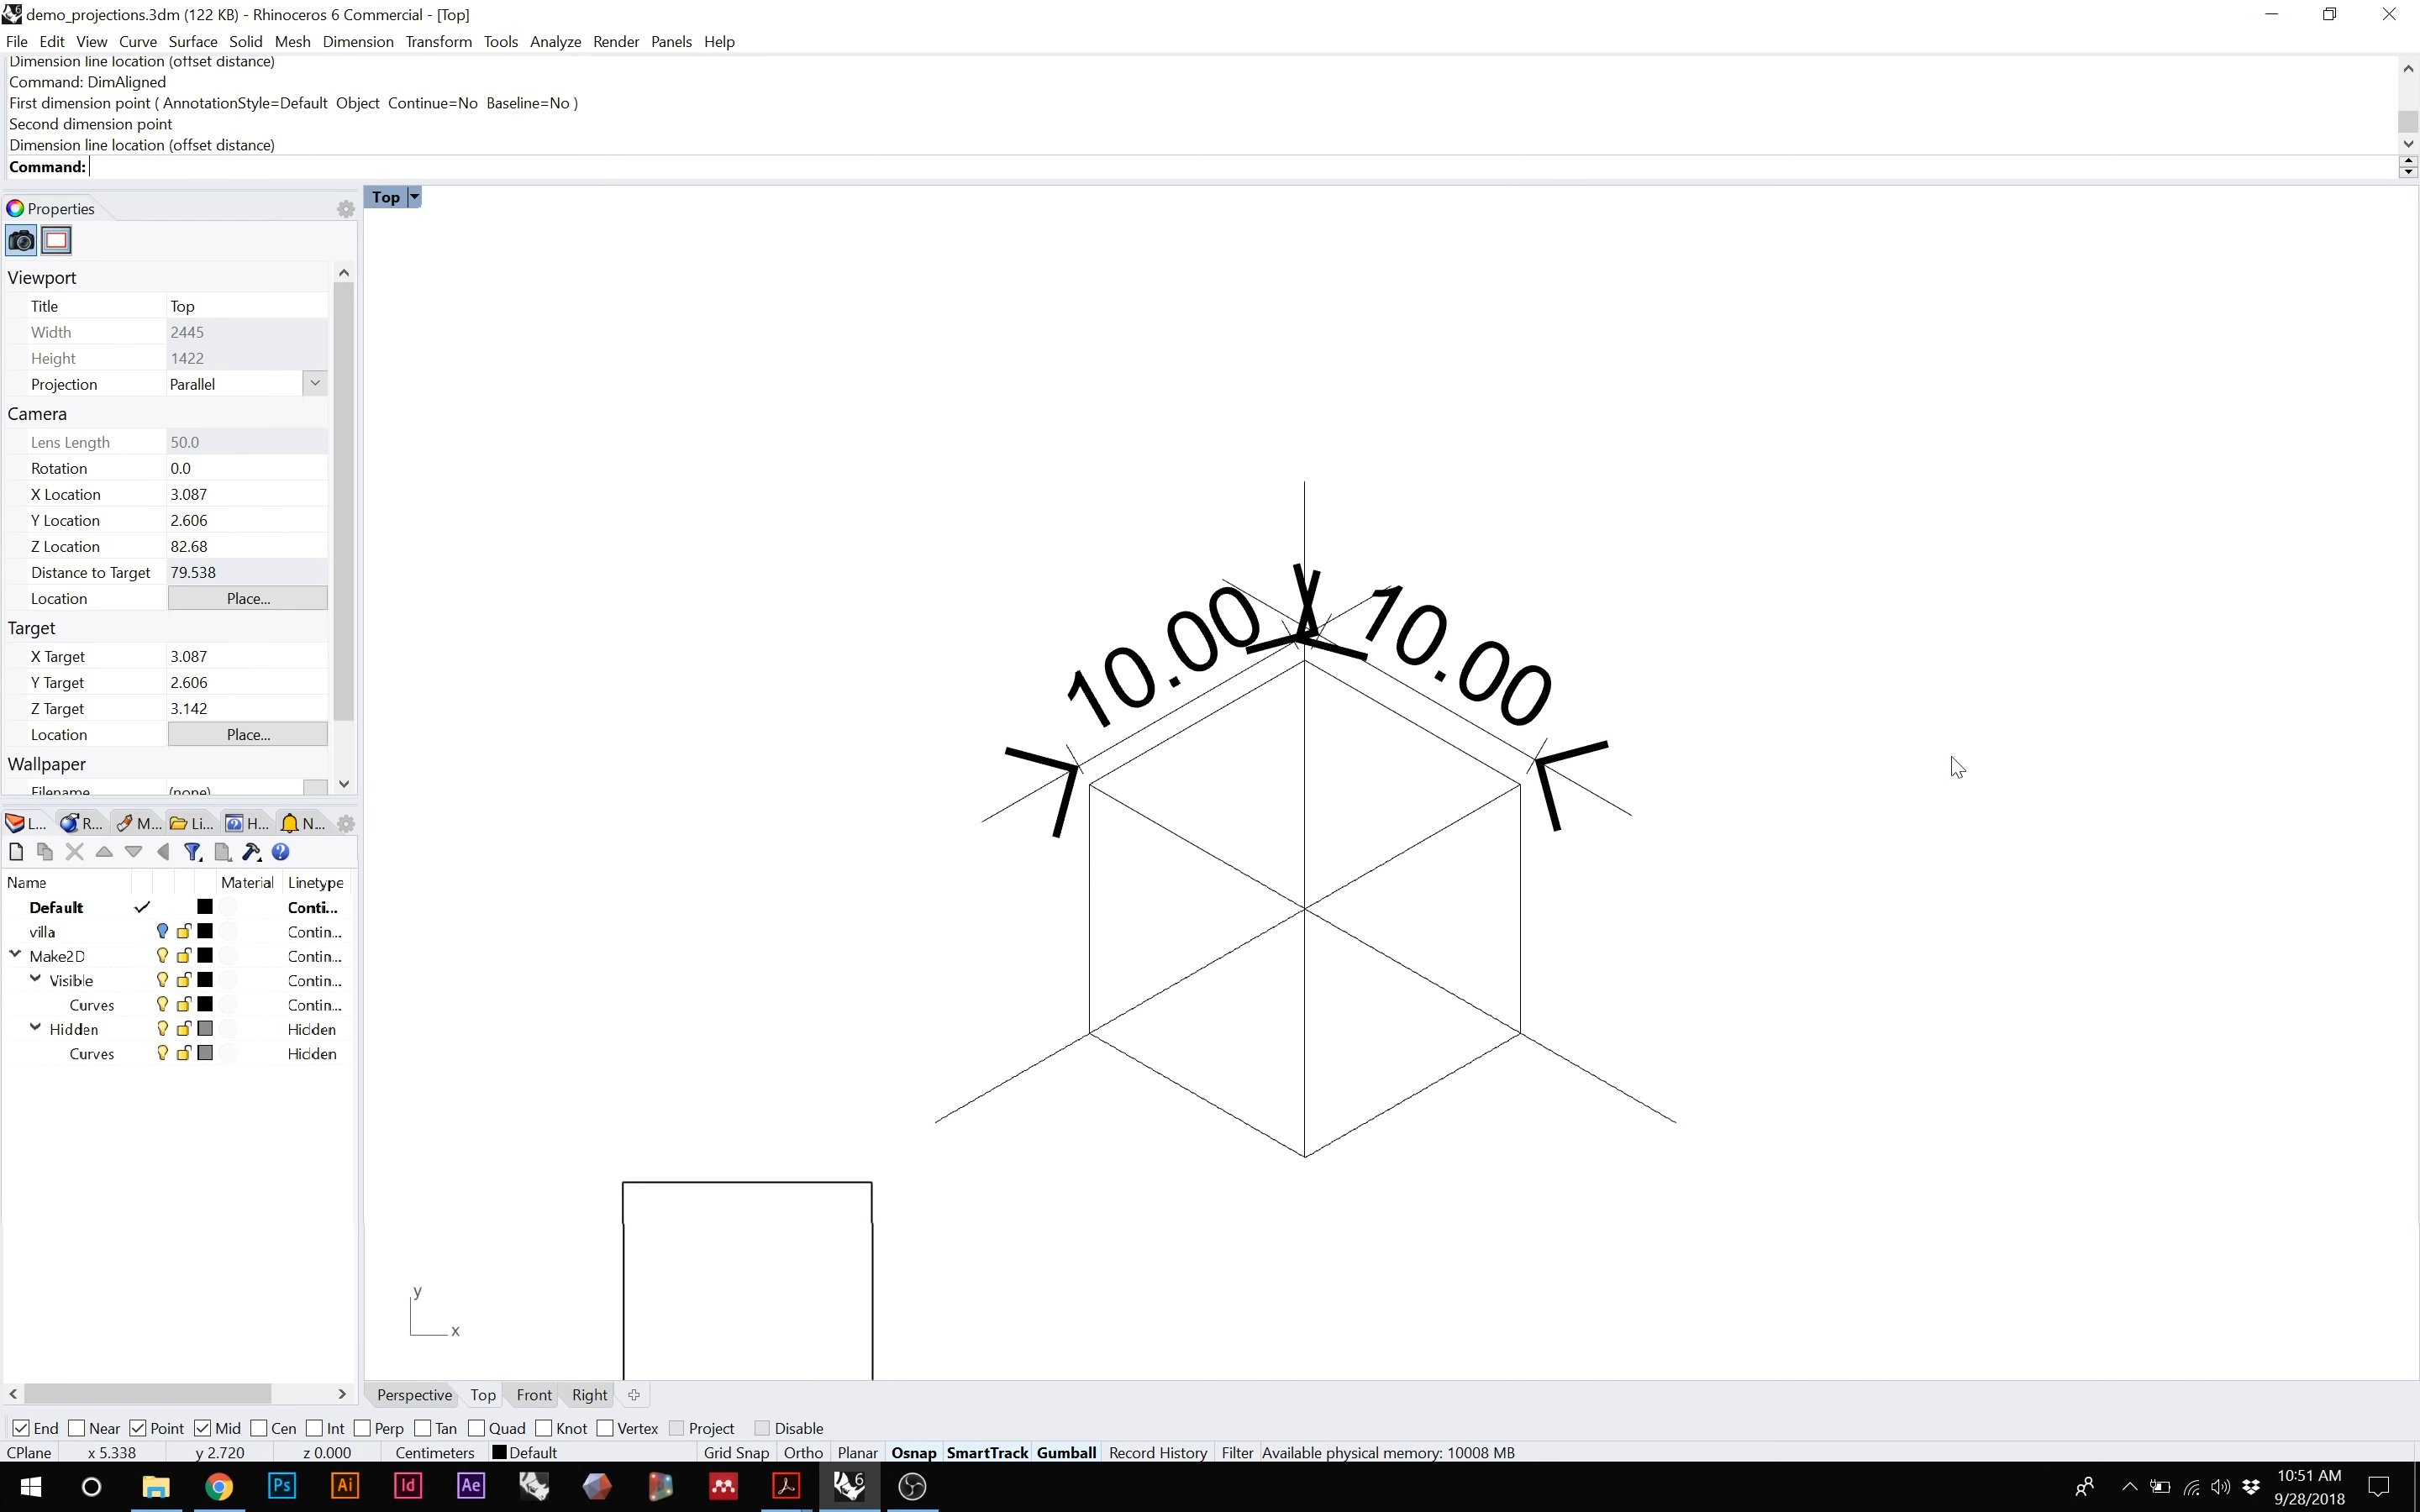 demo_projections.3dm (122 KB) - Rhinoceros 6 Commercial - [Top]
File Edit View Curve Surface Solid Mesh Dimension Transform Tools Analyze Render Panels Help
Dimension line location (offset distance)
Command: DimAligned
First dimension point ( AnnotationStyle=Default Object Continue=No Baseline=No )
Second dimension point
Dimension line location (offset distance)
Command:
Properties
Top
Viewport
Title Top
Width 2445
Height 1422
Projection Parallel
Camera
Lens Length 50.0
Rotation 0.0
X Location 3.087
Y Location 2.606
Z Location 82.68
Distance to Target 79.538
Location Place...
Target
X Target 3.087
Y Target 2.606
Z Target 3.142
Location Place...
Wallpaper
Filename (none)
10.00
10.00
L... R... M... Li... H... N...
Name Material Linetype
Default Conti...
villa Contin...
Make2D Contin...
Visible Contin...
Curves Contin...
Hidden Hidden
Curves Hidden
y
x
Perspective Top Front Right
End Near Point Mid Cen Int Perp Tan Quad Knot Vertex Project Disable
CPlane x 5.338 y 2.720 z 0.000 Centimeters Default Grid Snap Ortho Planar Osnap SmartTrack Gumball Record History Filter Available physical memory: 10008 MB
Ps Ai Id Ae 6
10:51 AM
9/28/2018